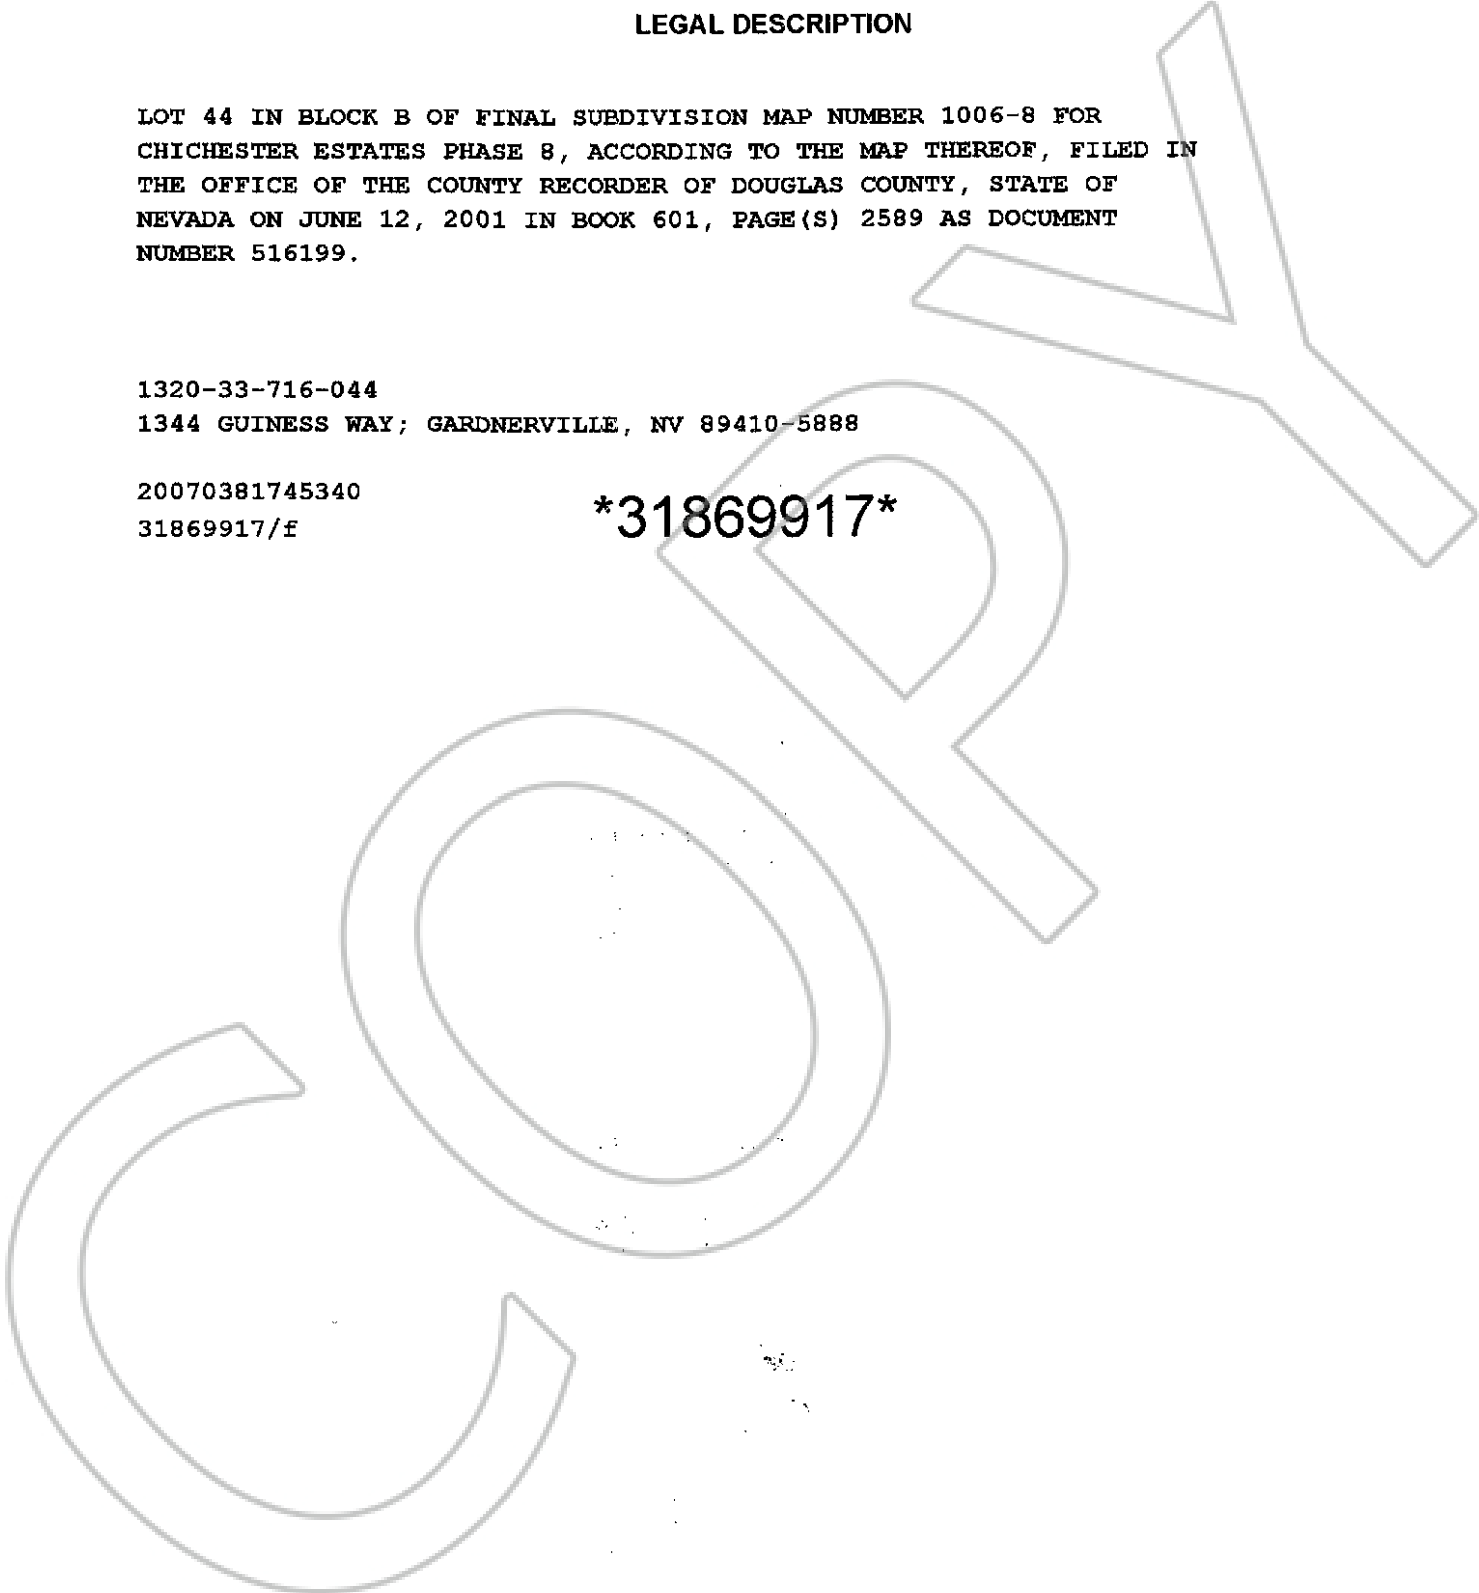 LEGAL DESCRIPTION
LOT 44 IN BLOCK B OF FINAL SUBDIVISION MAP NUMBER 1006-8 FOR
CHICHESTER ESTATES PHASE 8, ACCORDING TO THE MAP THEREOF, FILED IN
THE OFFICE OF THE COUNTY RECORDER OF DOUGLAS COUNTY, STATE OF
NEVADA ON JUNE 12, 2001 IN BOOK 601, PAGE(S) 2589 AS DOCUMENT
NUMBER 516199.
1320-33-716-044
1344 GUINESS WAY; GARDNERVILLE, NV 89410-5888
20070381745340
31869917/f
*31869917*
COPY